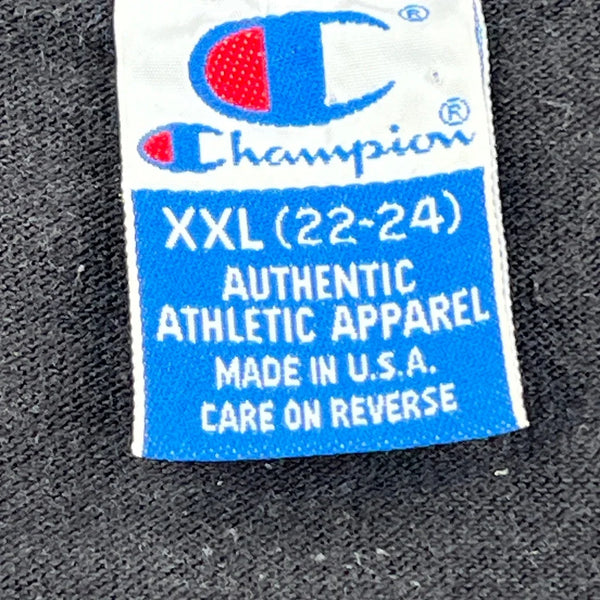 ®
Champion®
XXL (22-24)
AUTHENTIC
ATHLETIC APPAREL
MADE IN U.S.A.
CARE ON REVERSE